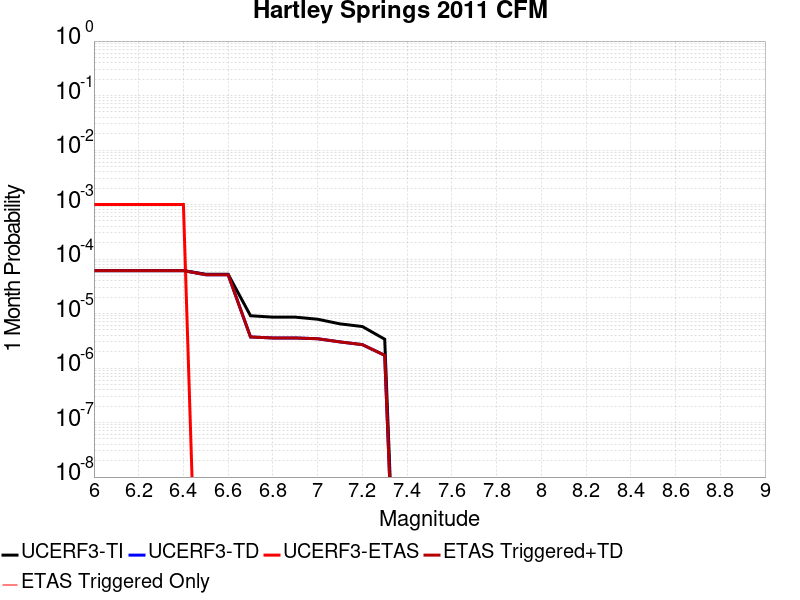 Hartley Springs 2011 CFM
10^0
10^-1
10^-2
10^-3
10^-4
10^-5
10^-6
10^-7
10^-8
1 Month Probability
6 6.2 6.4 6.6 6.8 7 7.2 7.4 7.6 7.8 8 8.2 8.4 8.6 8.8 9
Magnitude
UCERF3-TI UCERF3-TD UCERF3-ETAS ETAS Triggered+TD
ETAS Triggered Only